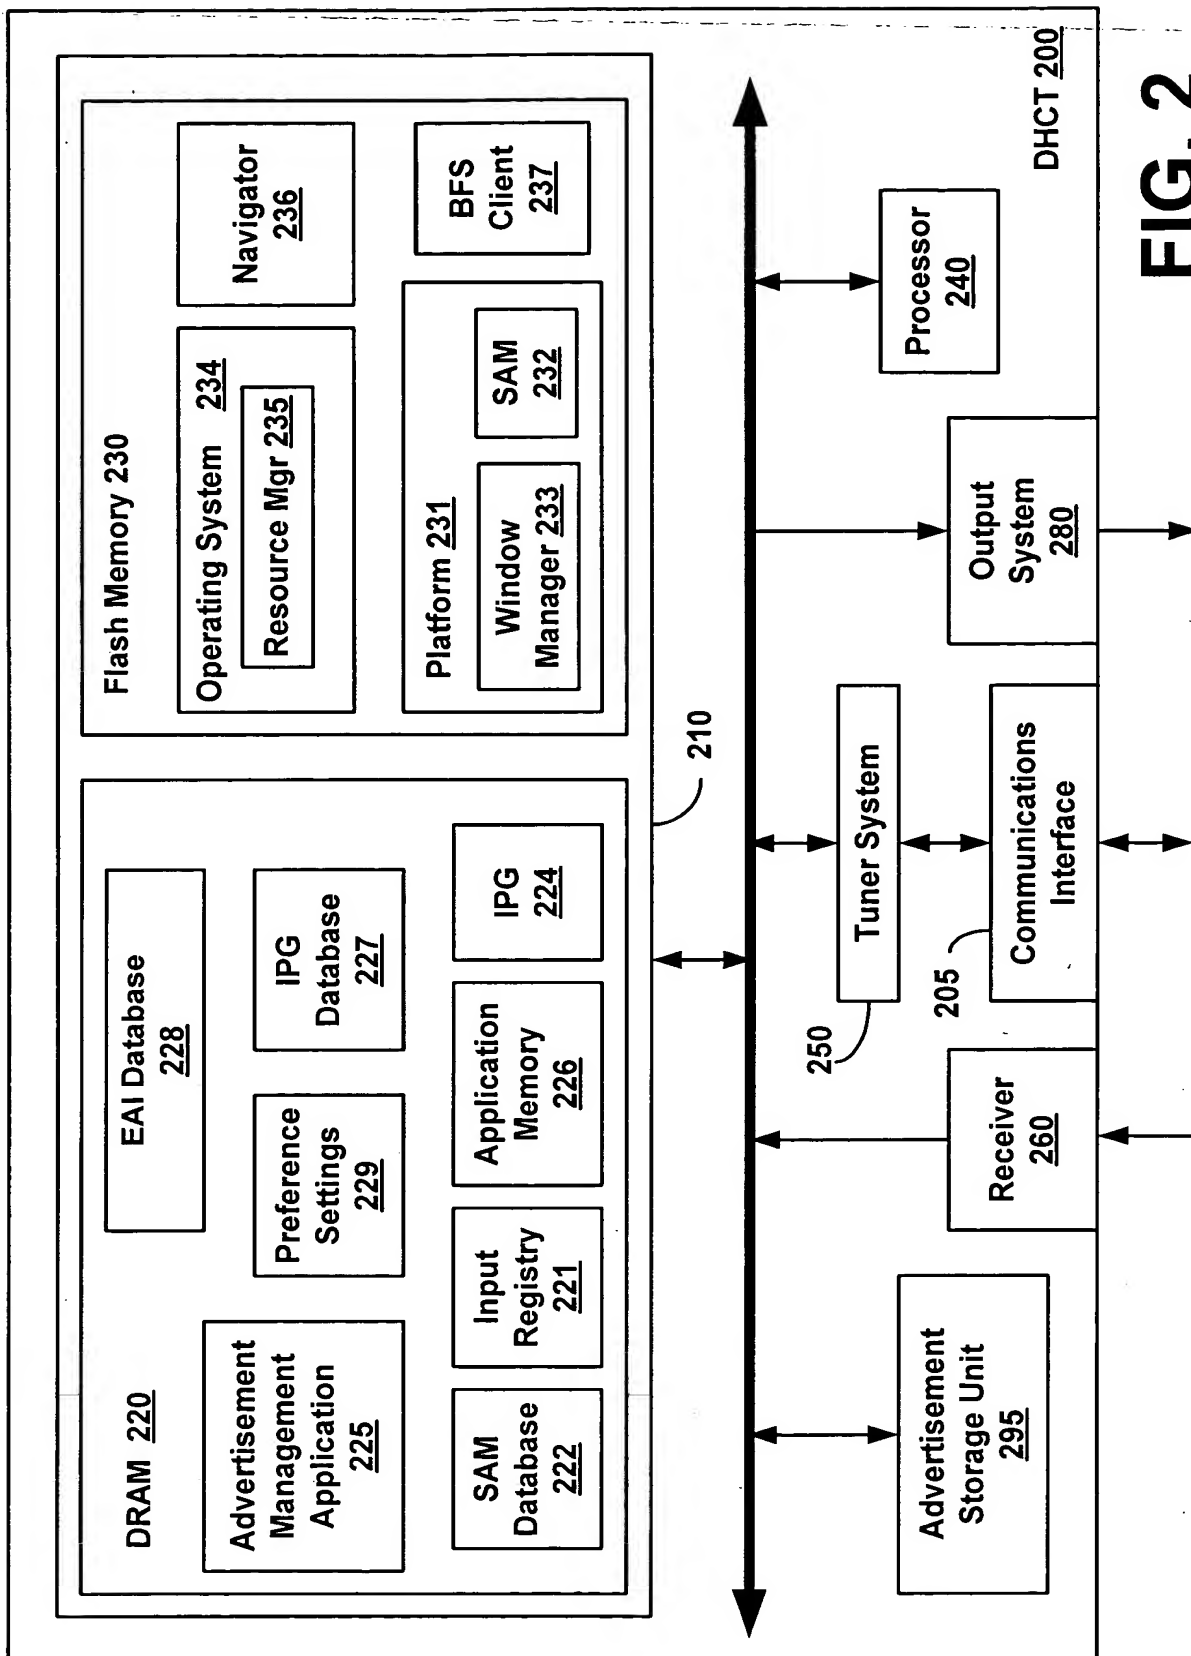 DRAM 220
EAI Database
228
Advertisement
Management
Application
225
Preference
Settings
229
IPG
Database
227
SAM
Database
222
Input
Registry
221
Application
Memory
226
IPG
224
Flash Memory 230
Operating System 234
Resource Mgr 235
Navigator
236
Platform 231
Window
Manager 233
SAM
232
BFS
Client
237
210
Advertisement
Storage Unit
295
Receiver
260
250
Tuner System
205
Communications
Interface
Output
System
280
Processor
240
DHCT 200
FIG. 2